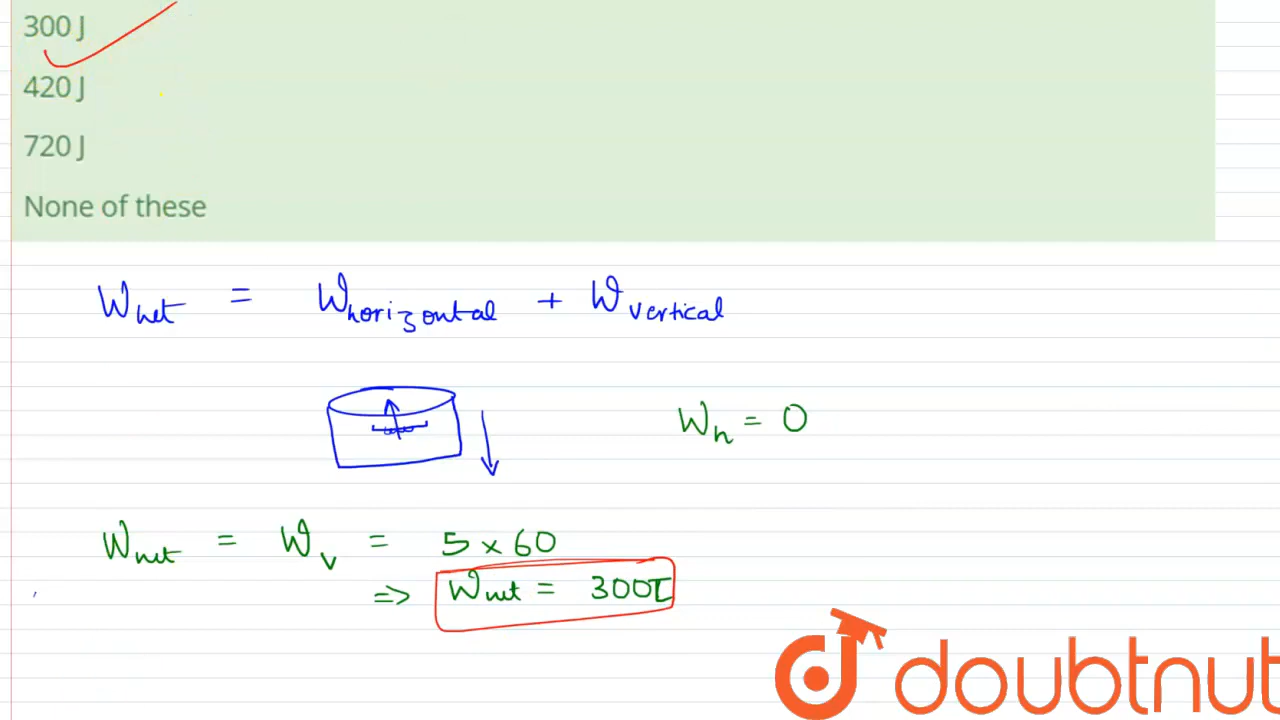 300 J
420 J
720 J
None of these
Wnet = Whorizontal + Wvertical
Wh = 0
Wnet = Wv = 5 × 60
=> Wnet = 300J
doubtnut